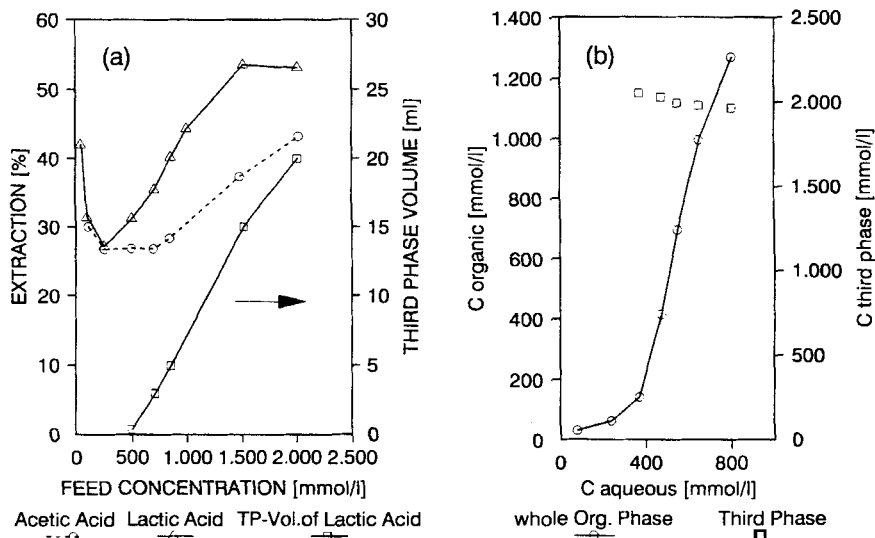 (a)
EXTRACTION [%]
60
50
40
30
20
10
0
THIRD PHASE VOLUME [ml]
30
25
20
15
10
5
0
0 500 1.000 1.500 2.000 2.500
FEED CONCENTRATION [mmol/l]
Acetic Acid Lactic Acid TP-Vol.of Lactic Acid
(b)
C organic [mmol/l]
1.400
1.200
1.000
800
600
400
200
0
C third phase [mmol/l]
2.500
2.000
1.500
1.000
500
0
0 400 800
C aqueous [mmol/l]
whole Org. Phase Third Phase